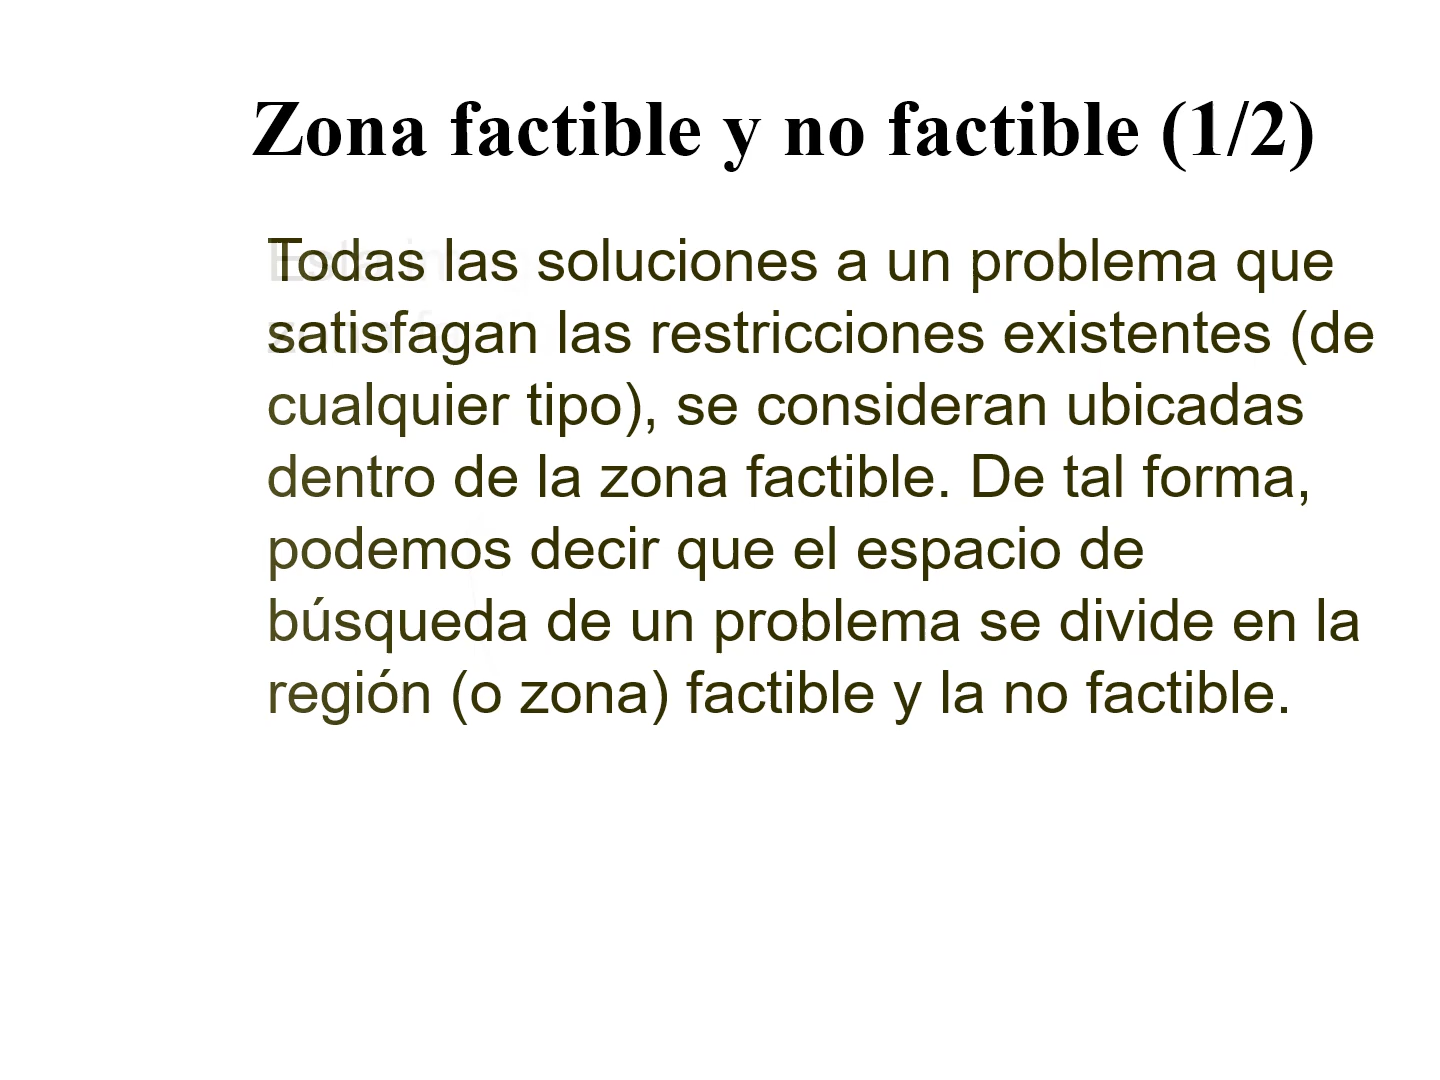 Zona factible y no factible (1/2)
Todas las soluciones a un problema que
satisfagan las restricciones existentes (de
cualquier tipo), se consideran ubicadas
dentro de la zona factible. De tal forma,
podemos decir que el espacio de
búsqueda de un problema se divide en la
región (o zona) factible y la no factible.